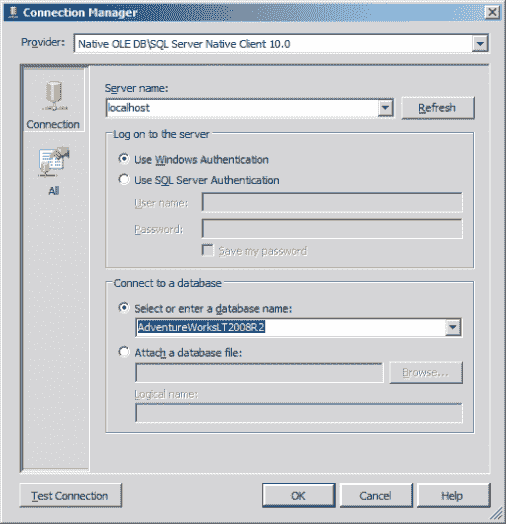 Connection Manager
Provider: Native OLE DB\SQL Server Native Client 10.0
Connection
All
Server name:
localhost Refresh
Log on to the server
Use Windows Authentication
Use SQL Server Authentication
User name:
Password:
Save my password
Connect to a database
Select or enter a database name:
AdventureWorksLT2008R2
Attach a database file:
Browse...
Logical name:
Test Connection OK Cancel Help